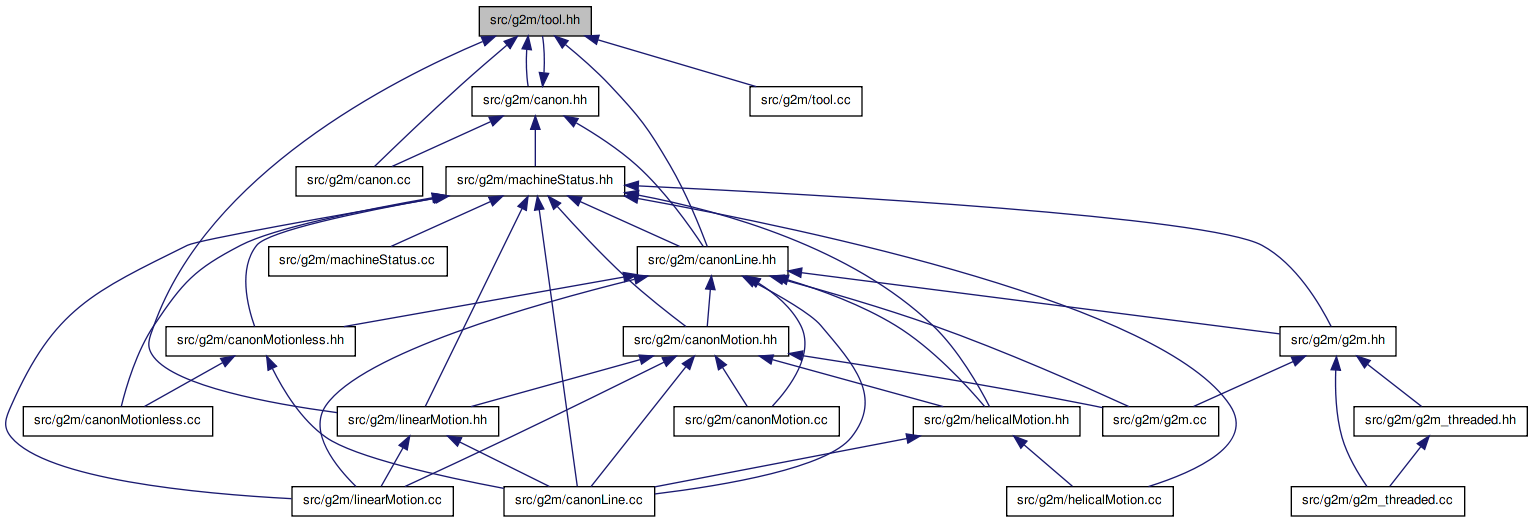 src/g2m/tool.hh
src/g2m/canon.hh
src/g2m/tool.cc
src/g2m/canon.cc
src/g2m/machineStatus.hh
src/g2m/machineStatus.cc
src/g2m/canonLine.hh
src/g2m/canonMotionless.hh
src/g2m/canonMotion.hh
src/g2m/g2m.hh
src/g2m/canonMotionless.cc
src/g2m/linearMotion.hh
src/g2m/canonMotion.cc
src/g2m/helicalMotion.hh
src/g2m/g2m.cc
src/g2m/g2m_threaded.hh
src/g2m/linearMotion.cc
src/g2m/canonLine.cc
src/g2m/helicalMotion.cc
src/g2m/g2m_threaded.cc